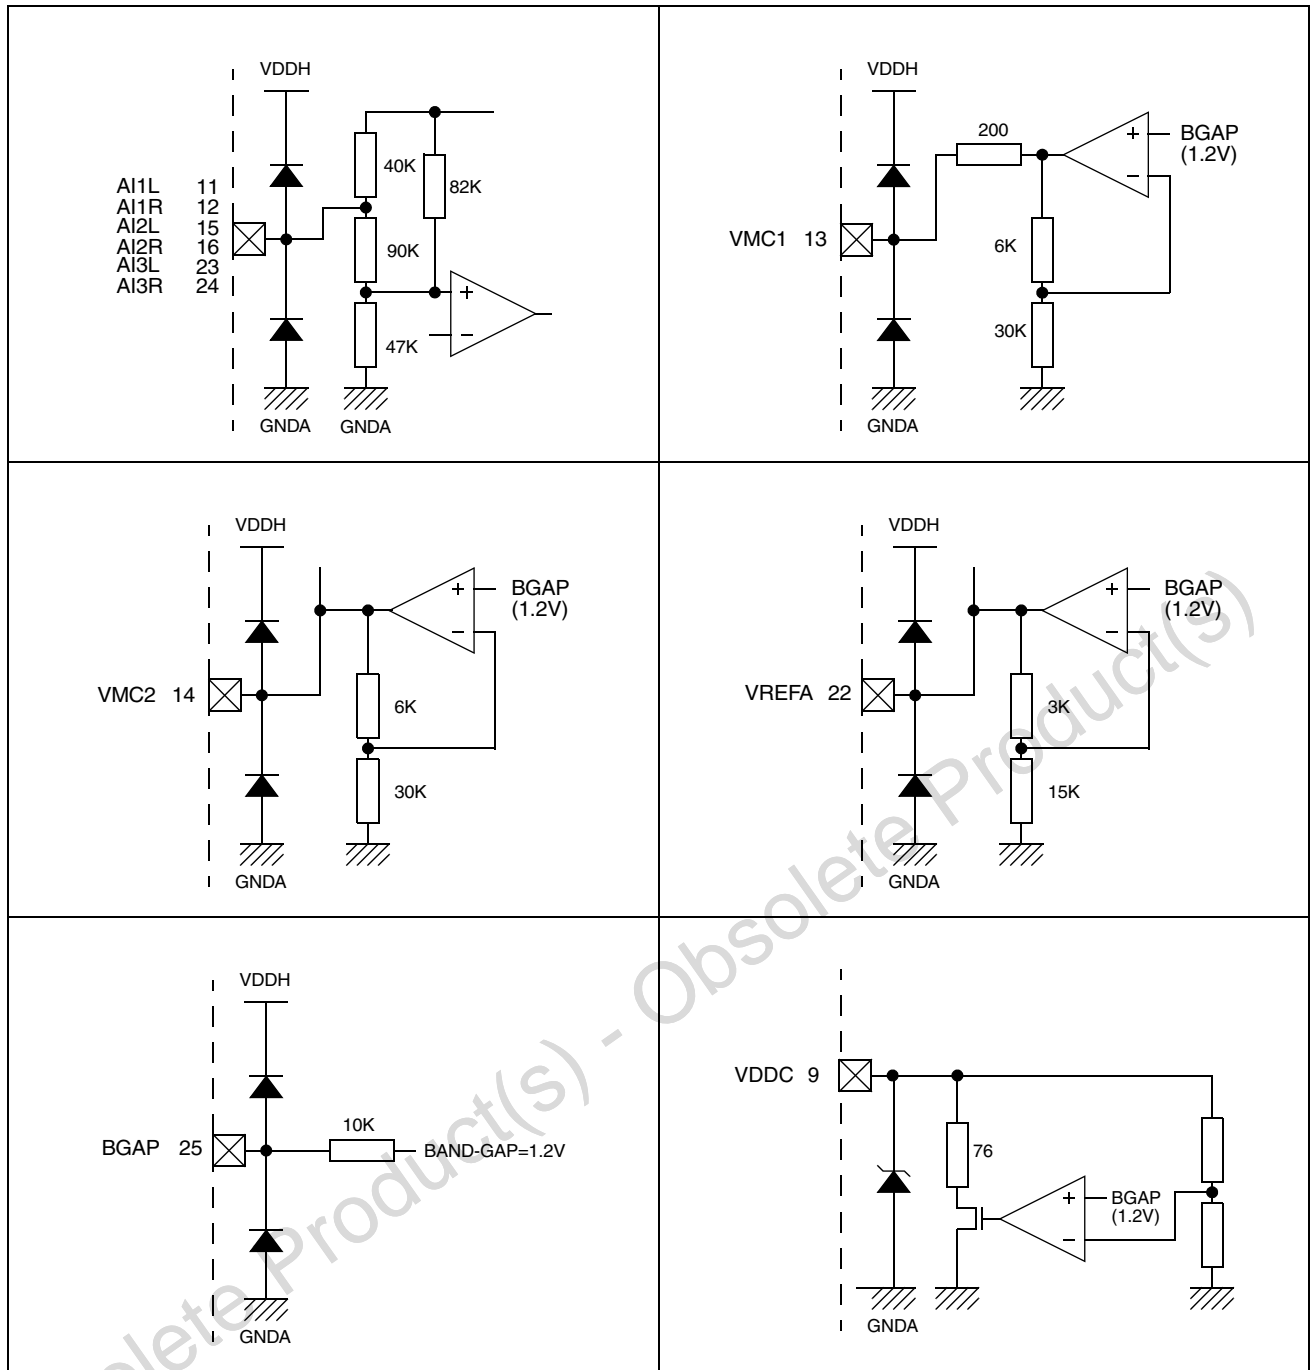 VDDH
40K
82K
AI1L 11
AI1R 12
AI2L 15
AI2R 16
AI3L 23
AI3R 24
90K
+
−
47K
GNDA GNDA
VDDH
200
+
−
BGAP
(1.2V)
VMC1 13
6K
30K
GNDA
VDDH
+
−
BGAP
(1.2V)
VMC2 14
6K
30K
GNDA
VDDH
+
−
BGAP
(1.2V)
VREFA 22
3K
15K
GNDA
VDDH
10K
BGAP 25
BAND-GAP=1.2V
GNDA
VDDC 9
76
+
−
BGAP
(1.2V)
GNDA
olete Product(s) - Obsolete Product(s)